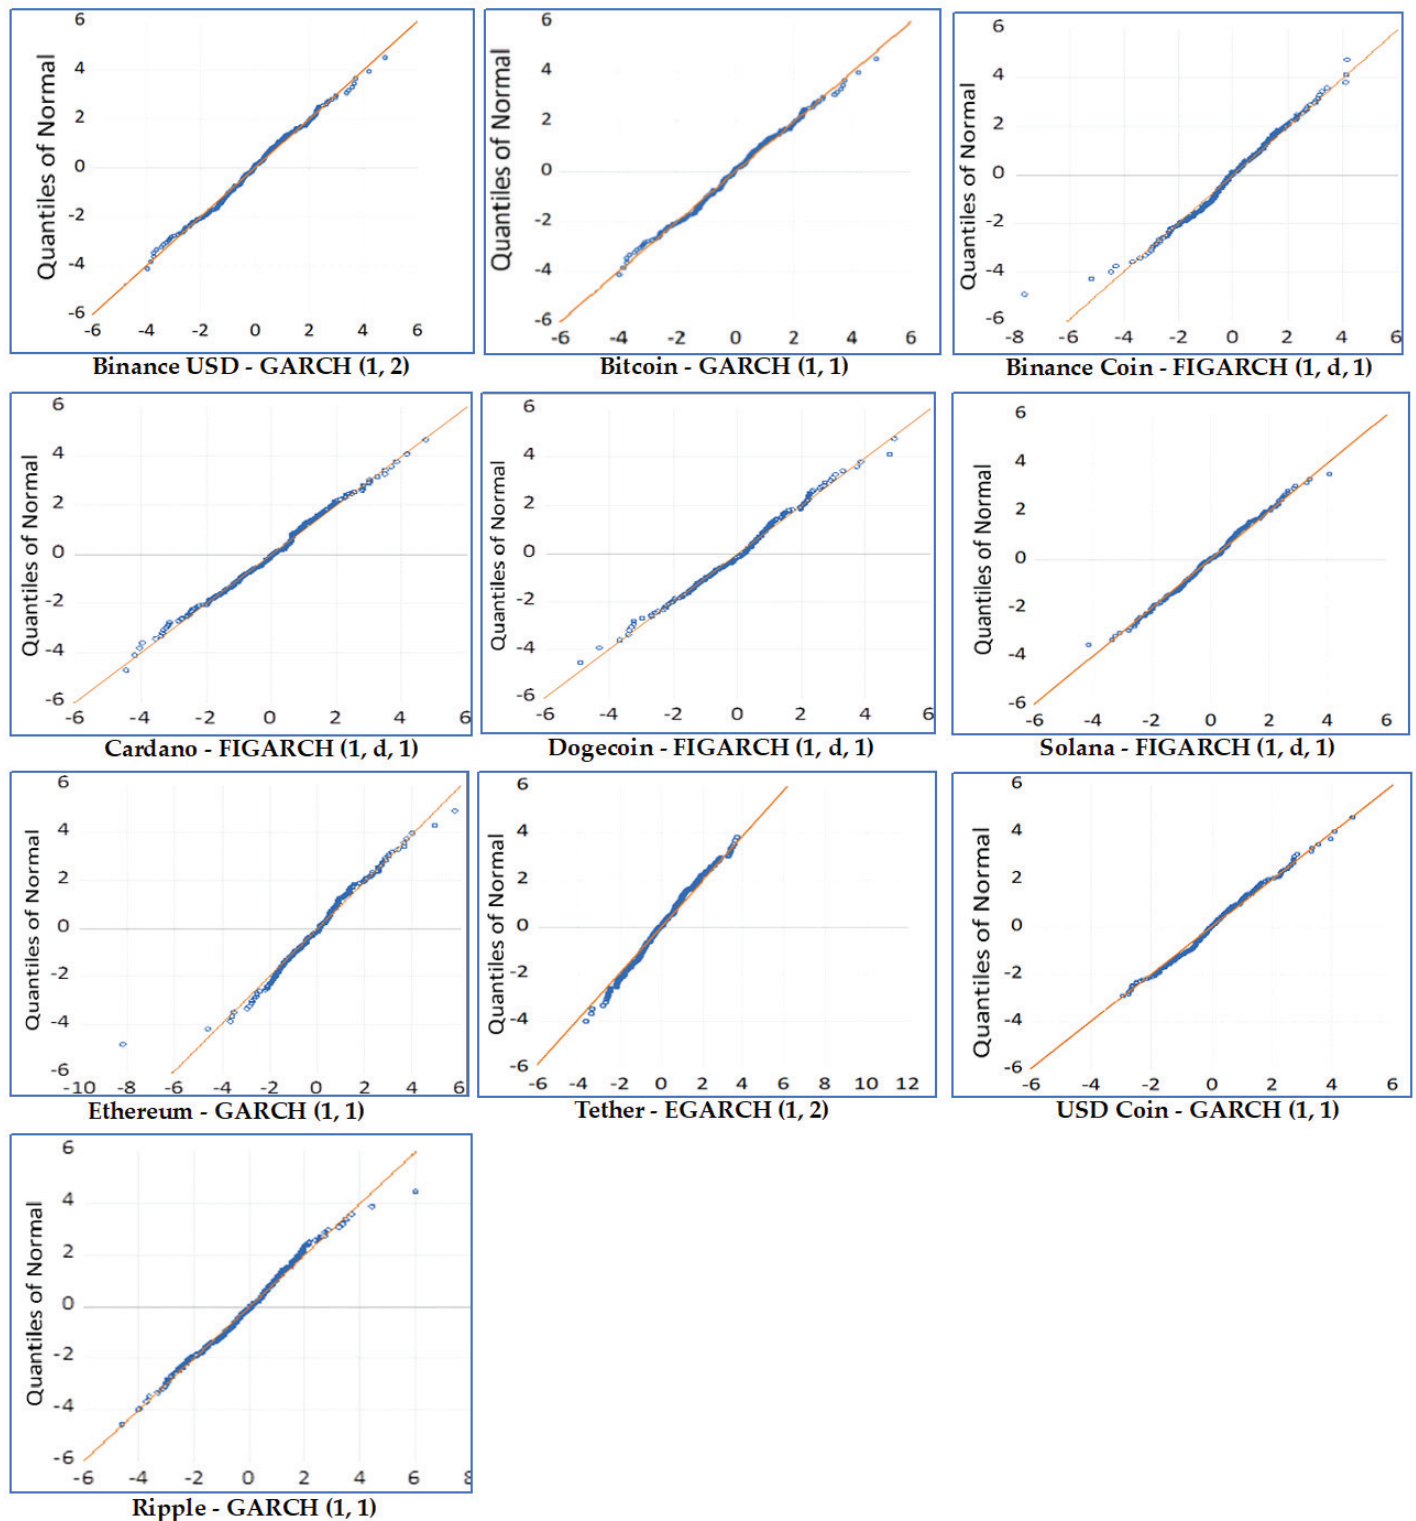 6
4
2
0
-2
-4
-6
-6 -4 -2 0 2 4 6
Quantiles of Normal
Binance USD - GARCH (1, 2)
6
4
2
0
-2
-4
-6
-6 -4 -2 0 2 4 6
Quantiles of Normal
Bitcoin - GARCH (1, 1)
6
4
2
0
-2
-4
-6
-8 -6 -4 -2 0 2 4 6
Quantiles of Normal
Binance Coin - FIGARCH (1, d, 1)
6
4
2
0
-2
-4
-6
-6 -4 -2 0 2 4 6
Quantiles of Normal
Cardano - FIGARCH (1, d, 1)
6
4
2
0
-2
-4
-6
-6 -4 -2 0 2 4 6
Quantiles of Normal
Dogecoin - FIGARCH (1, d, 1)
6
4
2
0
-2
-4
-6
-6 -4 -2 0 2 4 6
Quantiles of Normal
Solana - FIGARCH (1, d, 1)
6
4
2
0
-2
-4
-6
-10 -8 -6 -4 -2 0 2 4 6
Quantiles of Normal
Ethereum - GARCH (1, 1)
6
4
2
0
-2
-4
-6
-6 -4 -2 0 2 4 6 8 10 12
Quantiles of Normal
Tether - EGARCH (1, 2)
6
4
2
0
-2
-4
-6
-6 -4 -2 0 2 4 6
Quantiles of Normal
USD Coin - GARCH (1, 1)
6
4
2
0
-2
-4
-6
-6 -4 -2 0 2 4 6 8
Quantiles of Normal
Ripple - GARCH (1, 1)